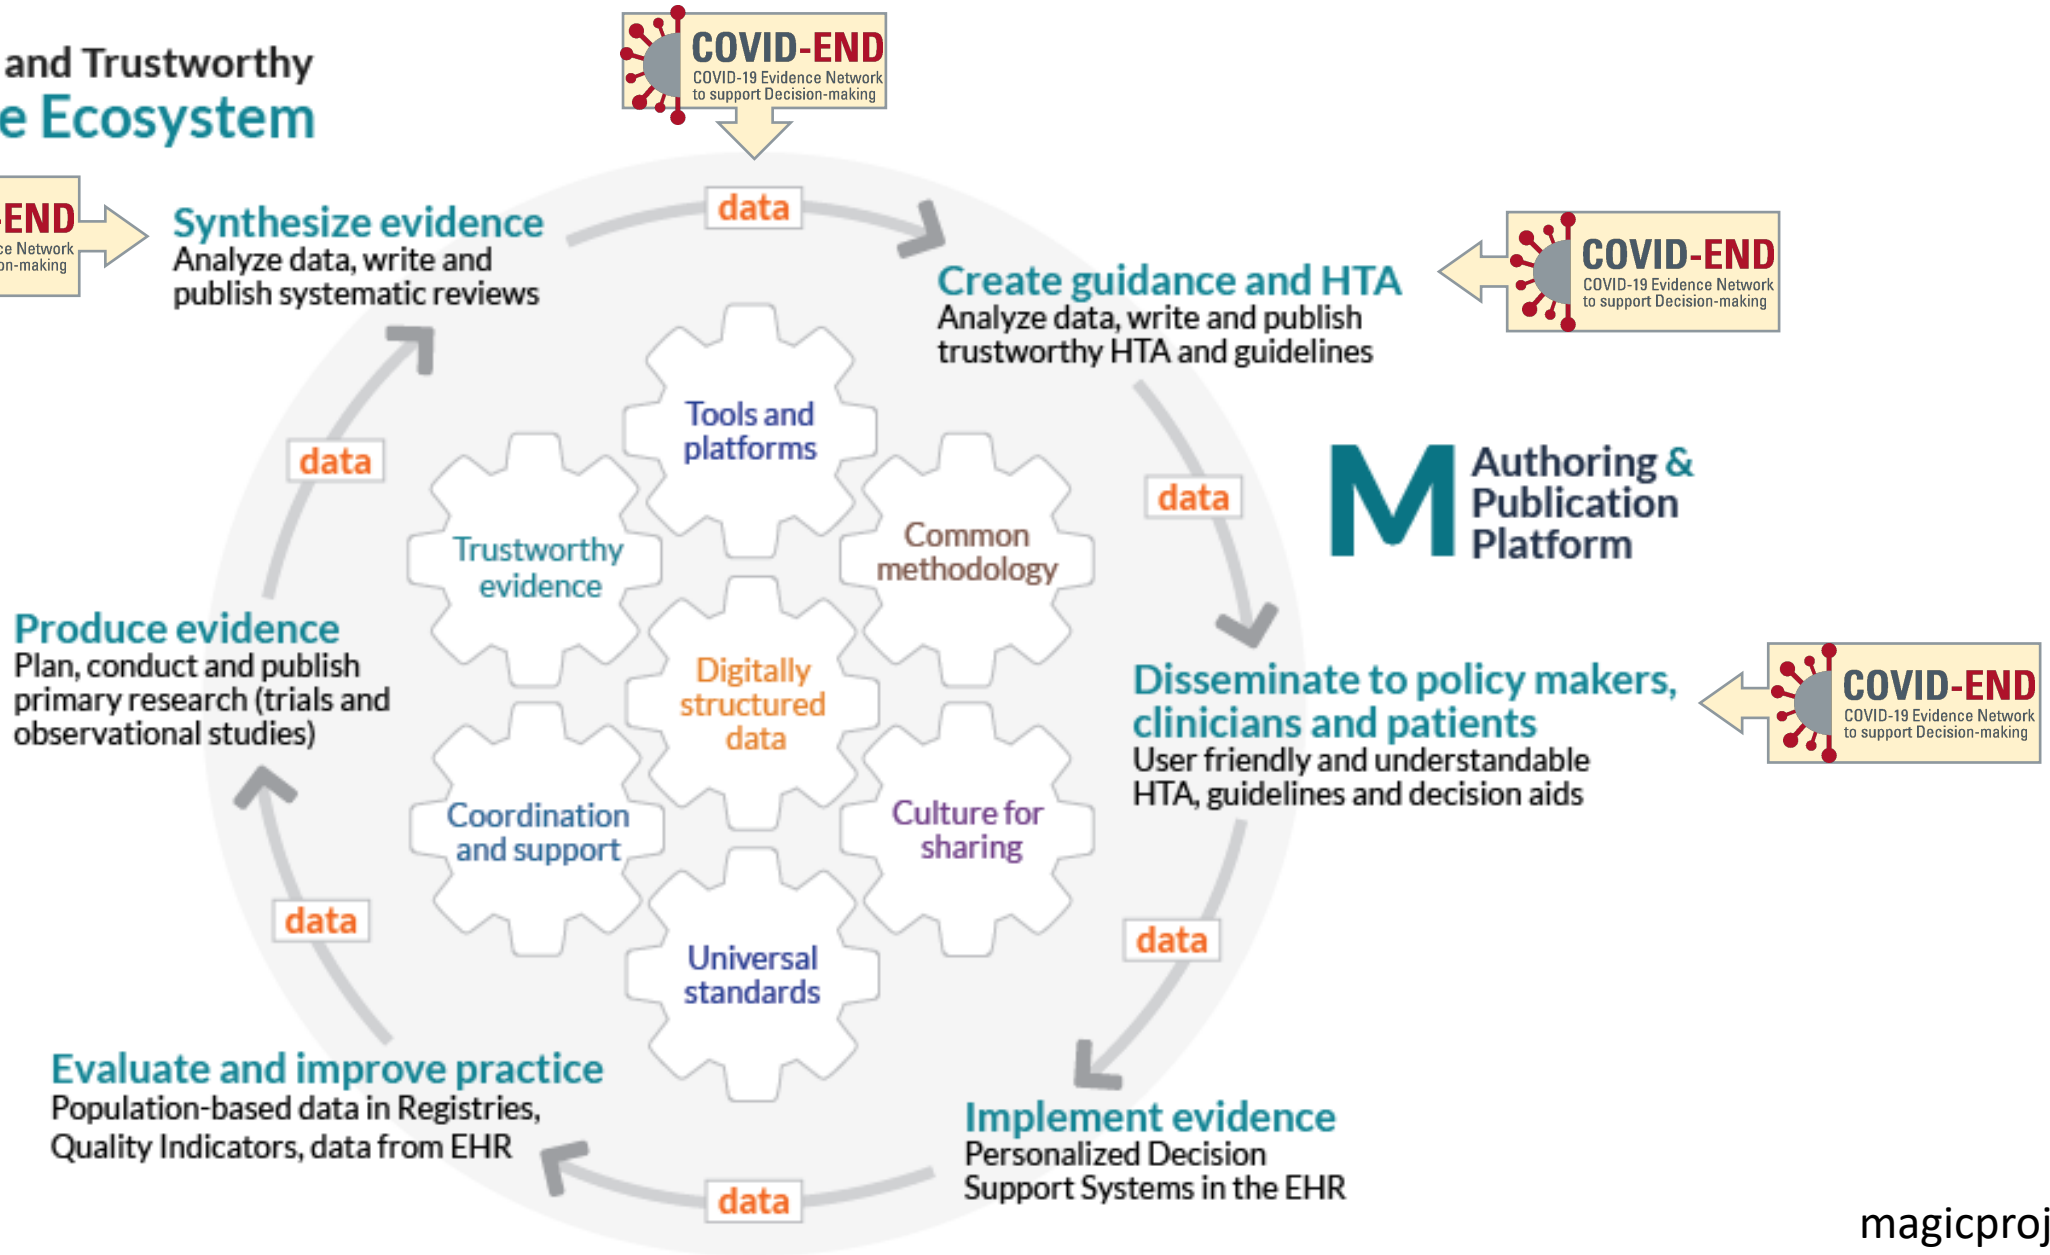 and Trustworthy
e Ecosystem
COVID-END
COVID-19 Evidence Network
to support Decision-making
-END
ce Network
on-making
Synthesize evidence
Analyze data, write and
publish systematic reviews
data
Create guidance and HTA
Analyze data, write and publish
trustworthy HTA and guidelines
COVID-END
COVID-19 Evidence Network
to support Decision-making
data
Authoring &
Publication
Platform
M
data
Tools and
platforms
Trustworthy
evidence
Common
methodology
Digitally
structured
data
Coordination
and support
Culture for
sharing
Universal
standards
Produce evidence
Plan, conduct and publish
primary research (trials and
observational studies)
Disseminate to policy makers,
clinicians and patients
User friendly and understandable
HTA, guidelines and decision aids
COVID-END
COVID-19 Evidence Network
to support Decision-making
data
data
Evaluate and improve practice
Population-based data in Registries,
Quality Indicators, data from EHR
Implement evidence
Personalized Decision
Support Systems in the EHR
data
magicproj